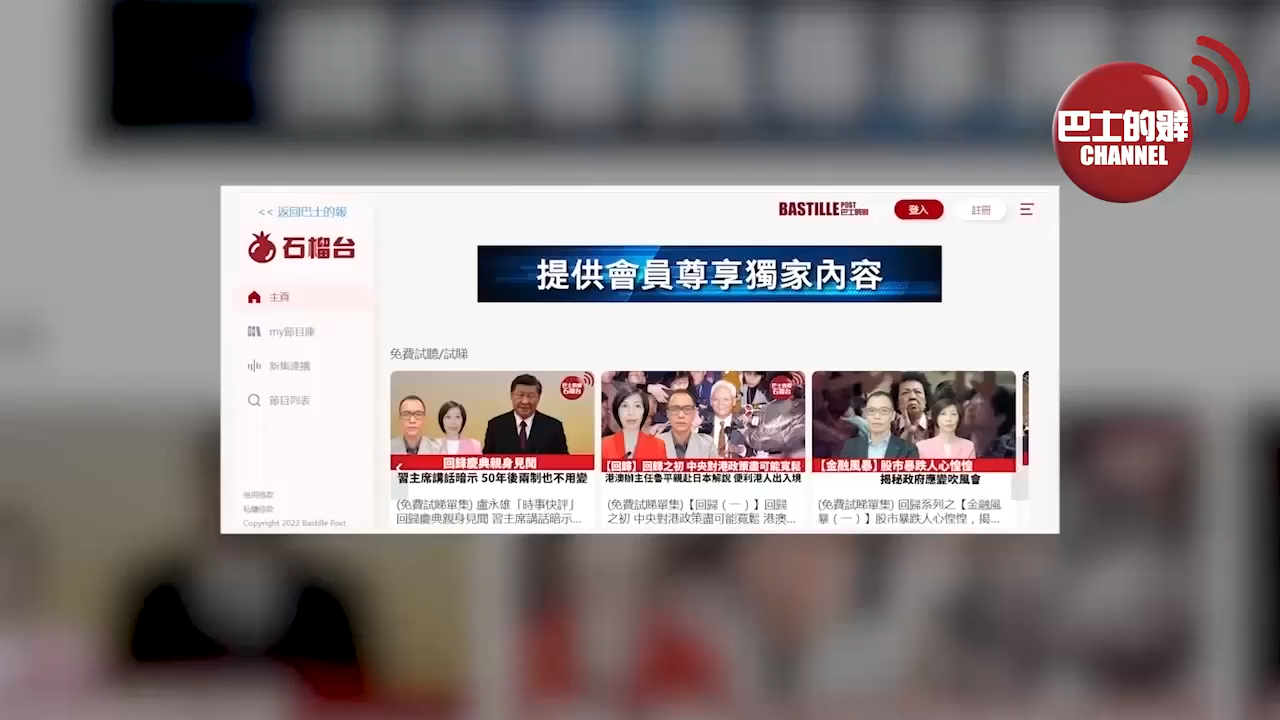 巴士的報
CHANNEL
<< 返回巴士的報
石榴台
BASTILLE POST 巴士的報
登入
註冊
提供會員尊享獨家內容
主頁
my節目庫
新集連播
節目列表
免費試聽/試睇
回歸慶典親身見聞
習主席講話暗示 50年後兩制也不用變
(免費試睇單集) 盧永雄「時事快評」
回歸慶典親身見聞 習主席講話暗示...
【回歸】回歸之初 中央對港政策盡可能寬鬆
港澳辦主任魯平親赴日本解說 便利港人出入境
(免費試睇單集)【回歸（一）】回歸
之初 中央對港政策盡可能寬鬆 港澳...
【金融風暴】股市暴跌人心惶惶
揭秘政府應變吹風會
(免費試睇單集) 回歸系列之【金融風
暴（一）】股市暴跌人心惶惶，揭...
使用條款
私隱條款
Copyright 2022 Bastille Post